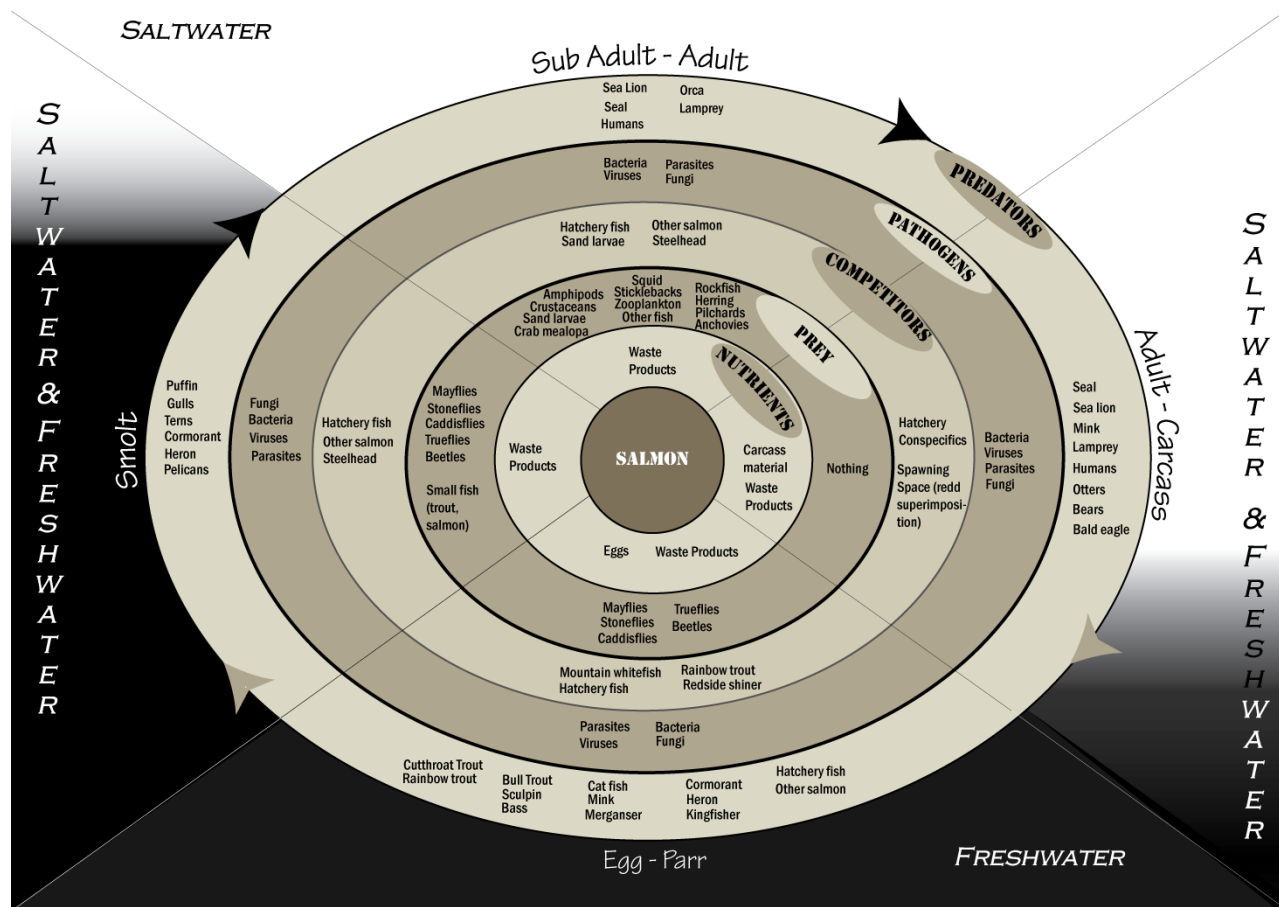 SALTWATER
Sub Adult - Adult
Sea Lion
Seal
Humans
Orca
Lamprey
Bacteria
Viruses
Parasites
Fungi
Hatchery fish
Sand larvae
Other salmon
Steelhead
Amphipods
Crustaceans
Sand larvae
Crab mealopa
Squid
Sticklebacks
Zooplankton
Other fish
Rockfish
Herring
Pilchards
Anchovies
Waste
Products
PREDATORS
PATHOGENS
COMPETITORS
PREY
NUTRIENTS
SALMON
SALTWATER & FRESHWATER
Smolt
Puffin
Gulls
Terns
Cormorant
Heron
Pelicans
Fungi
Bacteria
Viruses
Parasites
Hatchery fish
Other salmon
Steelhead
Mayflies
Stoneflies
Caddisflies
Trueflies
Beetles
Small fish
(trout,
salmon)
Waste
Products
Carcass
material
Waste
Products
Nothing
Hatchery
Conspecifics
Spawning
Space (redd
superimposi-
tion)
Bacteria
Viruses
Parasites
Fungi
Seal
Sea lion
Mink
Lamprey
Humans
Otters
Bears
Bald eagle
Adult - Carcass
SALTWATER & FRESHWATER
Eggs
Waste Products
Mayflies
Stoneflies
Caddisflies
Trueflies
Beetles
Mountain whitefish
Hatchery fish
Rainbow trout
Redside shiner
Parasites
Viruses
Bacteria
Fungi
Cutthroat Trout
Rainbow trout
Bull Trout
Sculpin
Bass
Cat fish
Mink
Merganser
Cormorant
Heron
Kingfisher
Hatchery fish
Other salmon
Egg - Parr
FRESHWATER